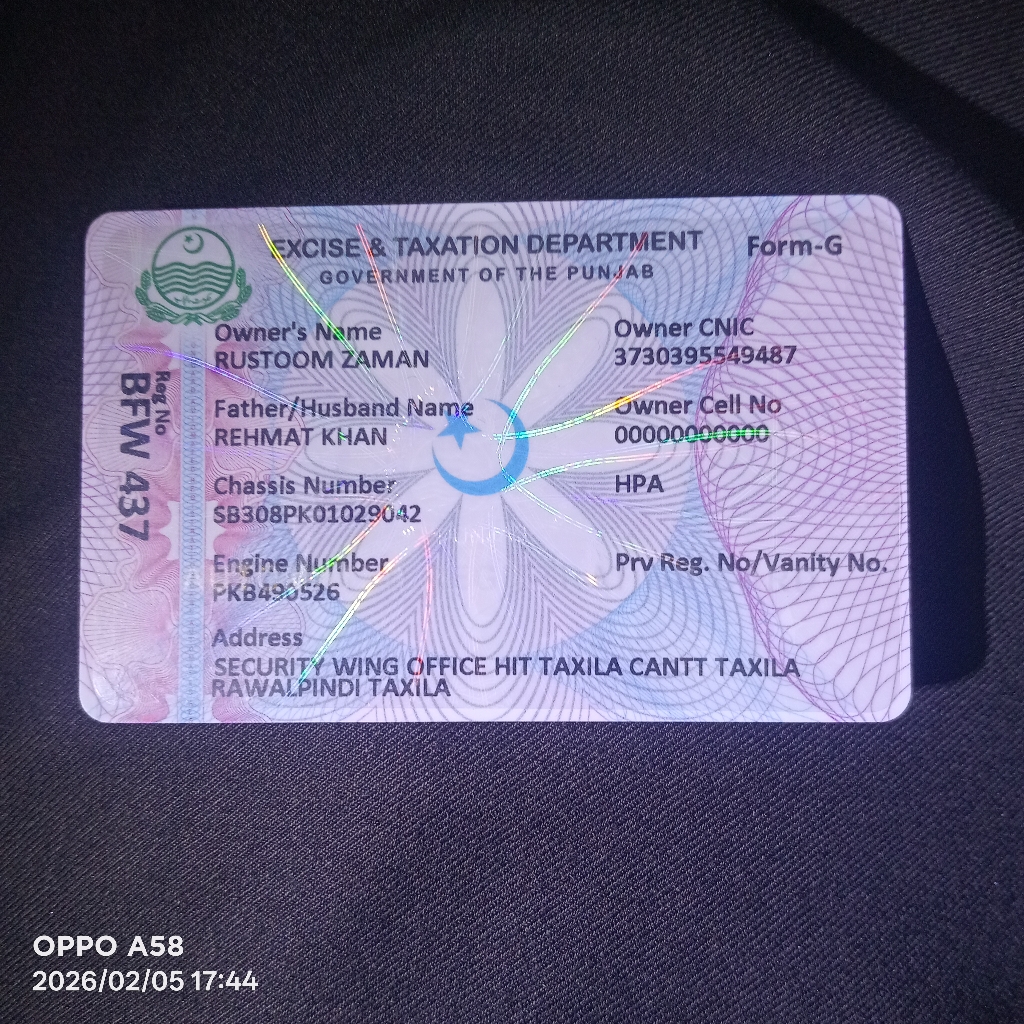 EXCISE & TAXATION DEPARTMENT
Form-G
GOVERNMENT OF THE PUNJAB
Reg No
BFW 437
Owner's Name
RUSTOOM ZAMAN
Owner CNIC
3730395549487
Father/Husband Name
REHMAT KHAN
Owner Cell No
00000000000
Chassis Number
SB308PK01029042
HPA
Engine Number
PKB490526
Prv Reg. No/Vanity No.
Address
SECURITY WING OFFICE HIT TAXILA CANTT TAXILA
RAWALPINDI TAXILA
OPPO A58
2026/02/05 17:44